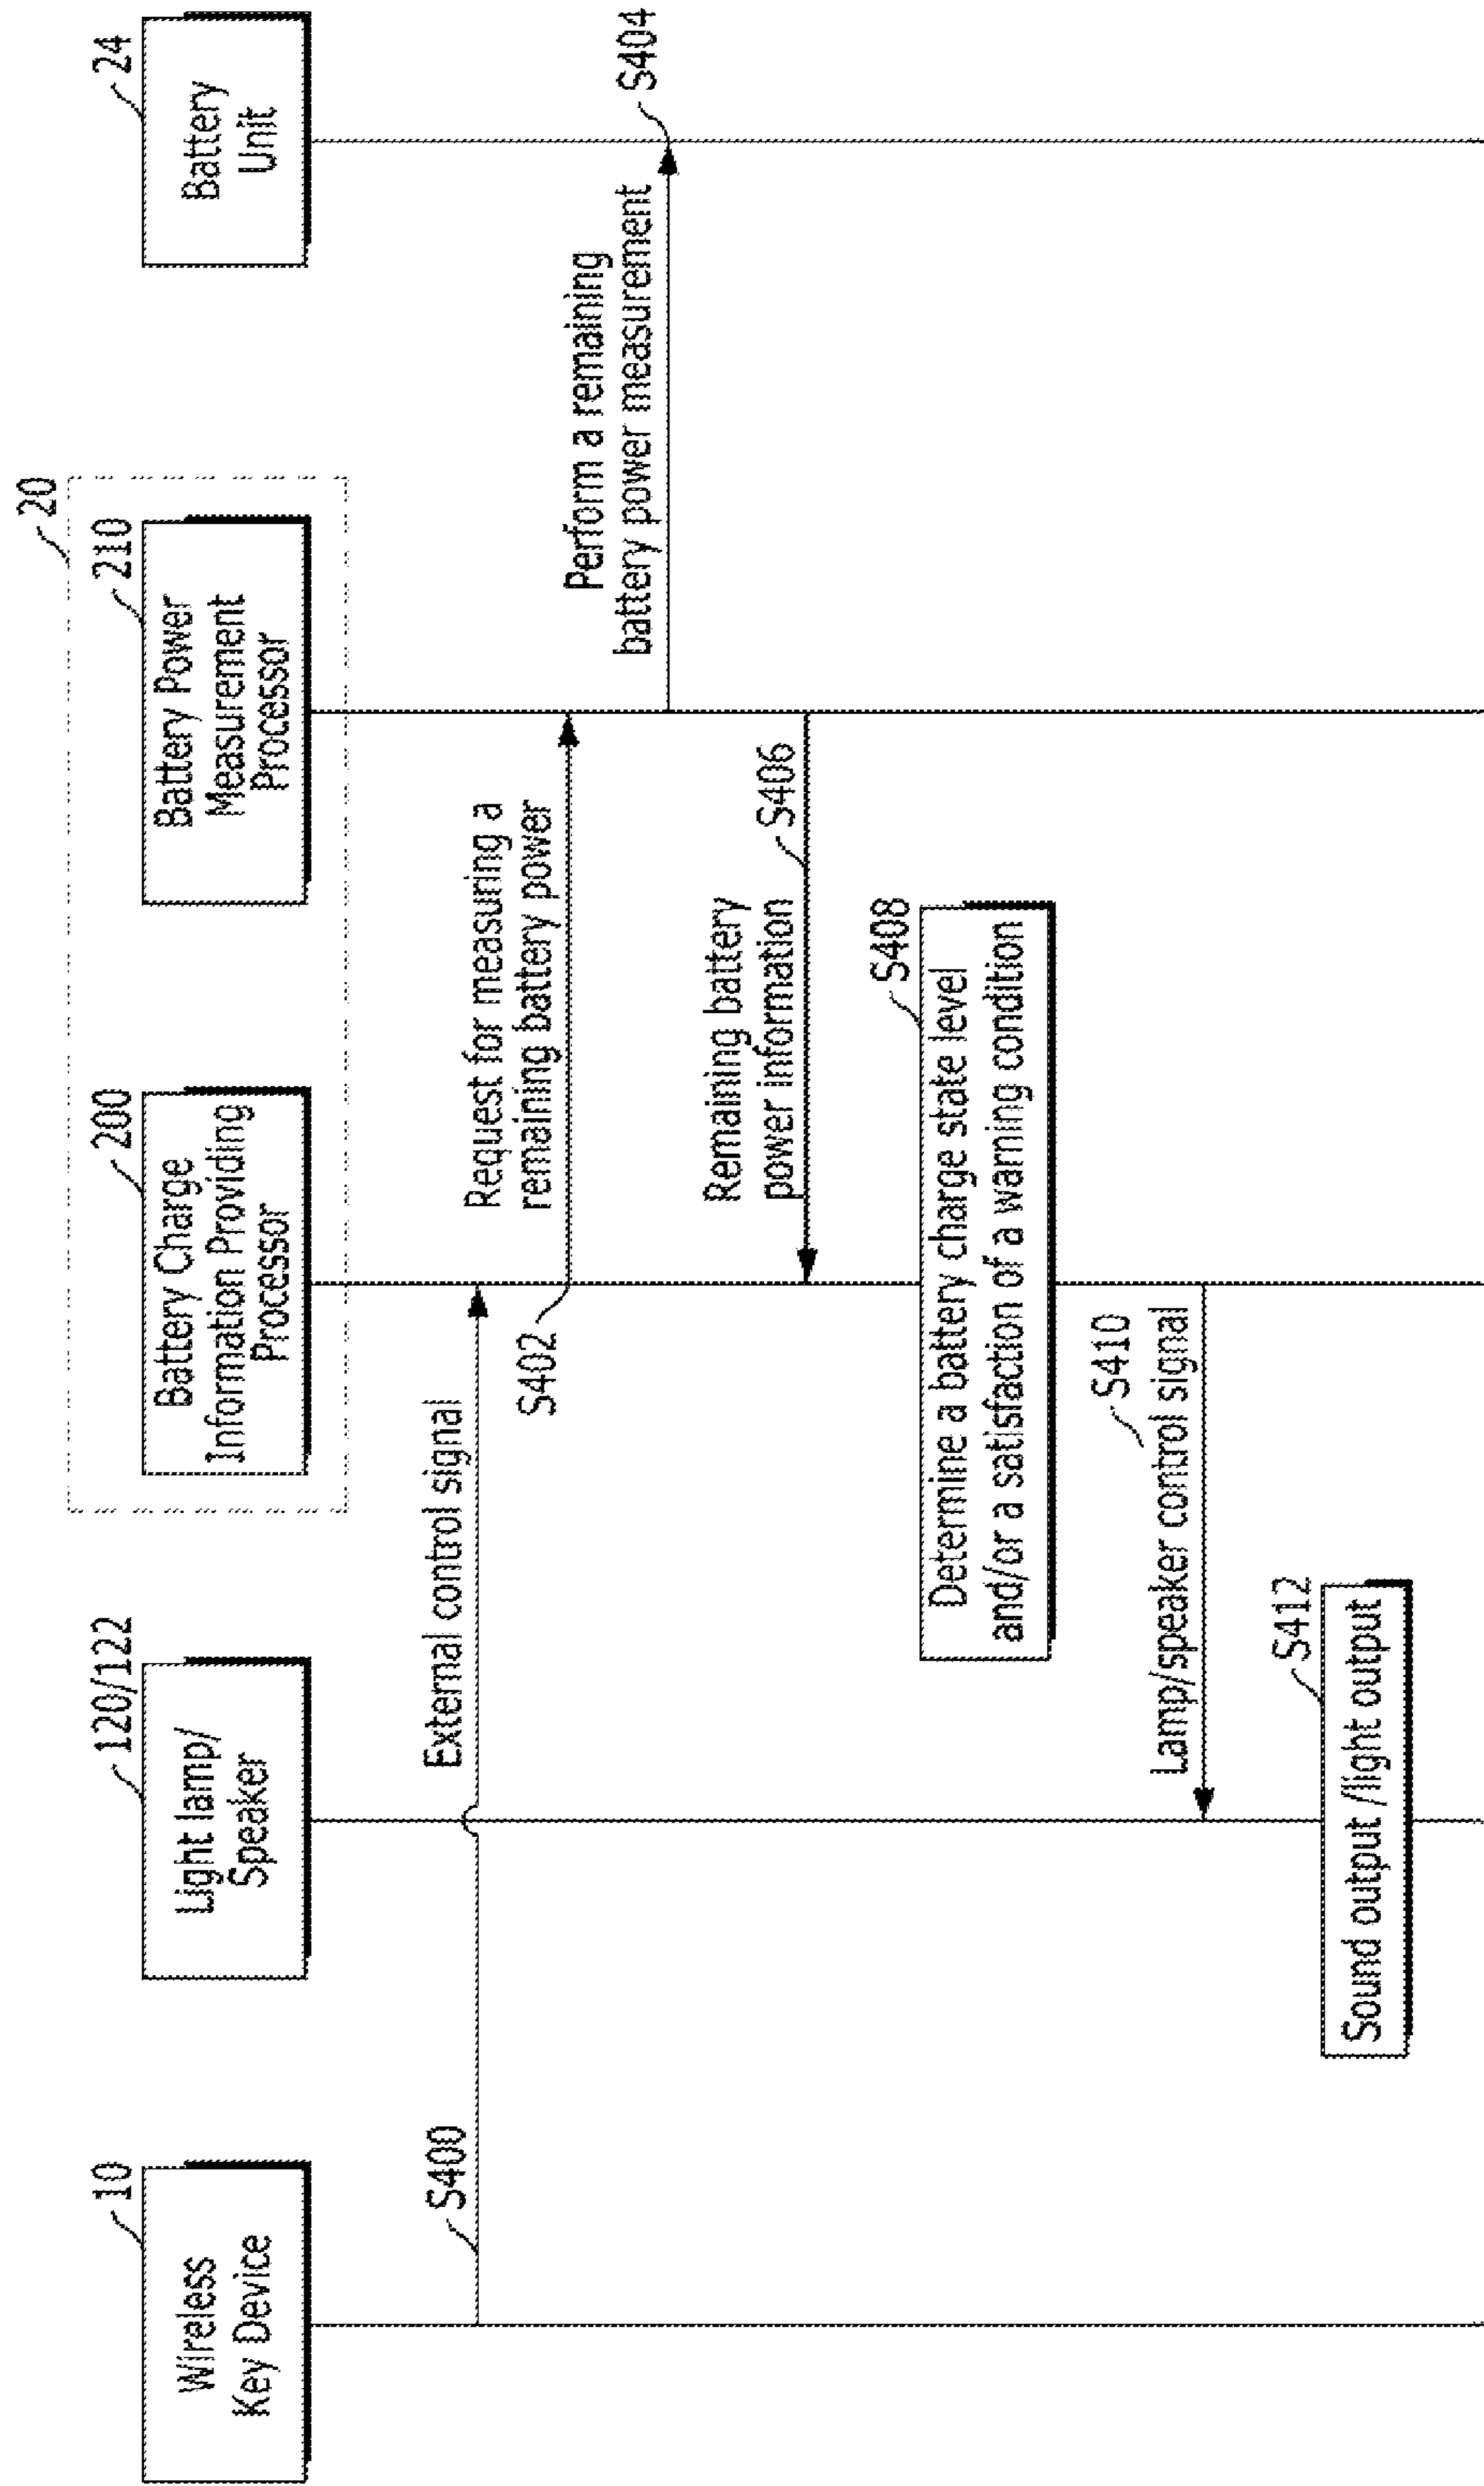 10
Wireless
Key Device
120/122
Light lamp/
Speaker
20
200
Battery Charge
Information Providing
Processor
210
Battery Power
Measurement
Processor
24
Battery
Unit
S400
External control signal
S402
Request for measuring a
remaining battery power
Perform a remaining
battery power measurement
S404
Remaining battery
power information
S406
S408
Determine a battery charge state level
and/or a satisfaction of a warning condition
S410
Lamp/speaker control signal
S412
Sound output /light output